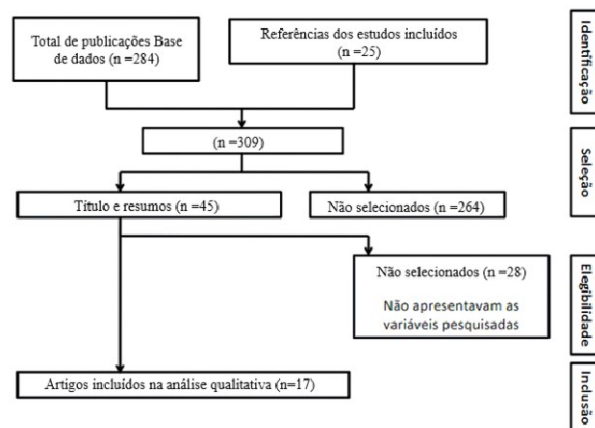 Total de publicações Base
de dados (n =284)
Referências dos estudos incluídos
(n =25)
Identificação
(n =309)
Seleção
Título e resumos (n =45)
Não selecionados (n =264)
Não selecionados (n =28)
Não apresentavam as
variáveis pesquisadas
Elegibilidade
Artigos incluídos na análise qualitativa (n=17)
Inclusão